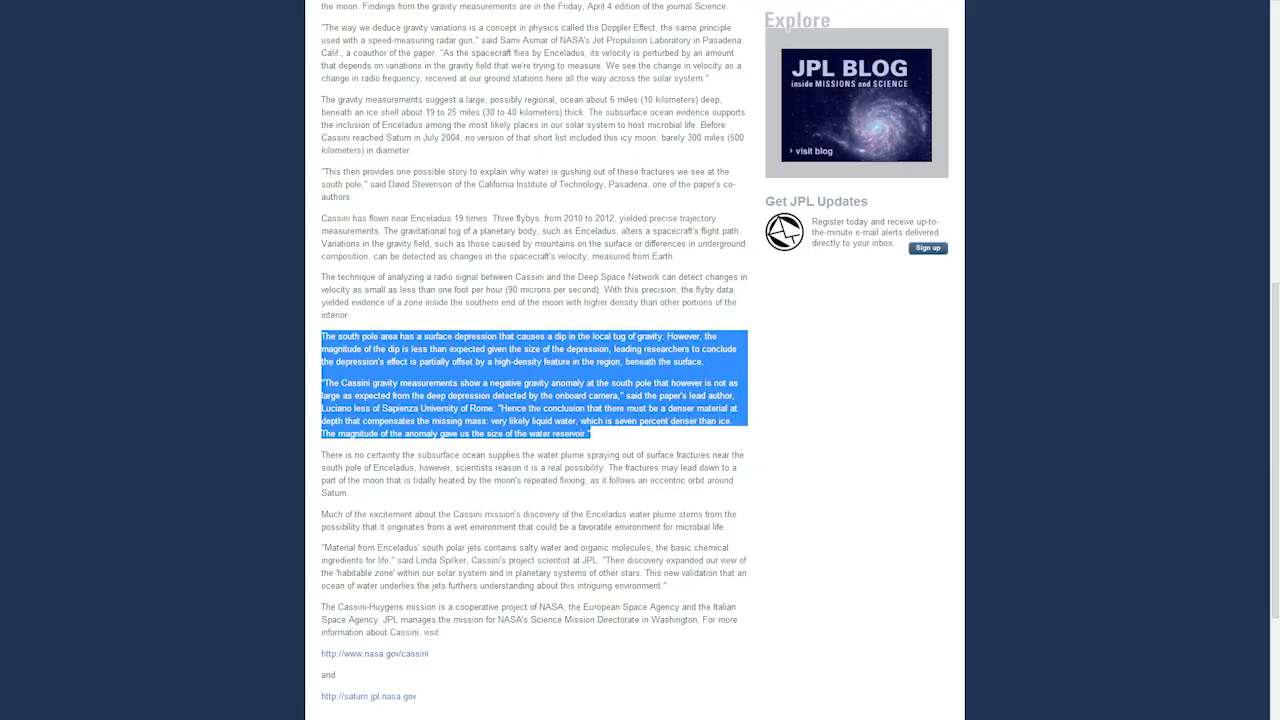 the moon. Findings from the gravity measurements are in the Friday, April 4 edition of the journal Science.
"The way we deduce gravity variations is a concept in physics called the Doppler Effect, the same principle
used with a speed-measuring radar gun," said Sami Asmar of NASA's Jet Propulsion Laboratory in Pasadena,
Calif., a coauthor of the paper. "As the spacecraft flies by Enceladus, its velocity is perturbed by an amount
that depends on variations in the gravity field that we're trying to measure. We see the change in velocity as a
change in radio frequency, received at our ground stations here all the way across the solar system."
The gravity measurements suggest a large, possibly regional, ocean about 6 miles (10 kilometers) deep,
beneath an ice shell about 19 to 25 miles (30 to 40 kilometers) thick. The subsurface ocean evidence supports
the inclusion of Enceladus among the most likely places in our solar system to host microbial life. Before
Cassini reached Saturn in July 2004, no version of that short list included this icy moon, barely 300 miles (500
kilometers) in diameter.
"This then provides one possible story to explain why water is gushing out of these fractures we see at the
south pole," said David Stevenson of the California Institute of Technology, Pasadena, one of the paper's co-
authors.
Cassini has flown near Enceladus 19 times. Three flybys, from 2010 to 2012, yielded precise trajectory
measurements. The gravitational tug of a planetary body, such as Enceladus, alters a spacecraft's flight path.
Variations in the gravity field, such as those caused by mountains on the surface or differences in underground
composition, can be detected as changes in the spacecraft's velocity, measured from Earth.
The technique of analyzing a radio signal between Cassini and the Deep Space Network can detect changes in
velocity as small as less than one foot per hour (90 microns per second). With this precision, the flyby data
yielded evidence of a zone inside the southern end of the moon with higher density than other portions of the
interior.
The south pole area has a surface depression that causes a dip in the local tug of gravity. However, the
magnitude of the dip is less than expected given the size of the depression, leading researchers to conclude
the depression's effect is partially offset by a high-density feature in the region, beneath the surface.
"The Cassini gravity measurements show a negative gravity anomaly at the south pole that however is not as
large as expected from the deep depression detected by the onboard camera," said the paper's lead author,
Luciano Iess of Sapienza University of Rome. "Hence the conclusion that there must be a denser material at
depth that compensates the missing mass: very likely liquid water, which is seven percent denser than ice.
The magnitude of the anomaly gave us the size of the water reservoir."
There is no certainty the subsurface ocean supplies the water plume spraying out of surface fractures near the
south pole of Enceladus, however, scientists reason it is a real possibility. The fractures may lead down to a
part of the moon that is tidally heated by the moon's repeated flexing, as it follows an eccentric orbit around
Saturn.
Much of the excitement about the Cassini mission's discovery of the Enceladus water plume stems from the
possibility that it originates from a wet environment that could be a favorable environment for microbial life.
"Material from Enceladus' south polar jets contains salty water and organic molecules, the basic chemical
ingredients for life," said Linda Spilker, Cassini's project scientist at JPL. "Their discovery expanded our view of
the 'habitable zone' within our solar system and in planetary systems of other stars. This new validation that an
ocean of water underlies the jets furthers understanding about this intriguing environment."
The Cassini-Huygens mission is a cooperative project of NASA, the European Space Agency and the Italian
Space Agency. JPL manages the mission for NASA's Science Mission Directorate in Washington. For more
information about Cassini, visit:
http://www.nasa.gov/cassini
and
http://saturn.jpl.nasa.gov
Explore
JPL BLOG
inside MISSIONS and SCIENCE
› visit blog
Get JPL Updates
Register today and receive up-to-
the-minute e-mail alerts delivered
directly to your inbox.
Sign up